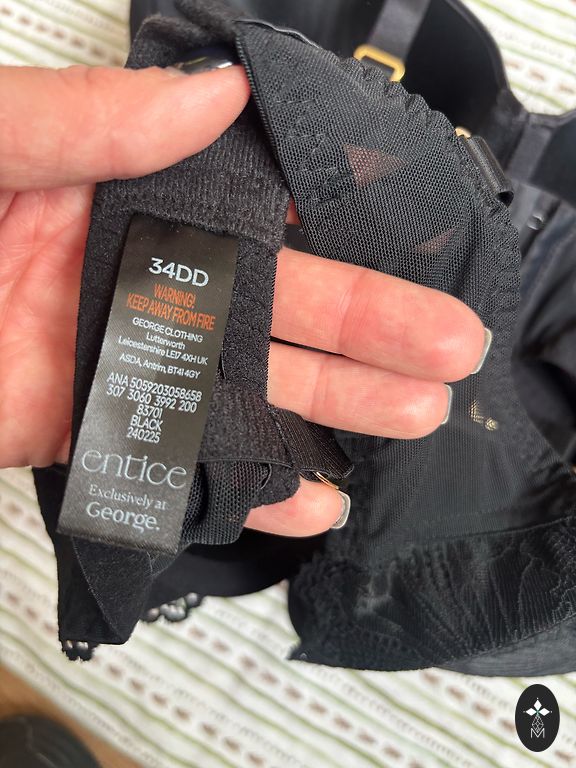 34DD
WARNING!
KEEP AWAY FROM FIRE
GEORGE CLOTHING
Lutterworth
Leicestershire LE17 4XH UK
ASDA, Antrim, BT41 4GY
ANA 5059203058658
307 3060 3992 200
83701
BLACK
240225
entice
Exclusively at
George.
M